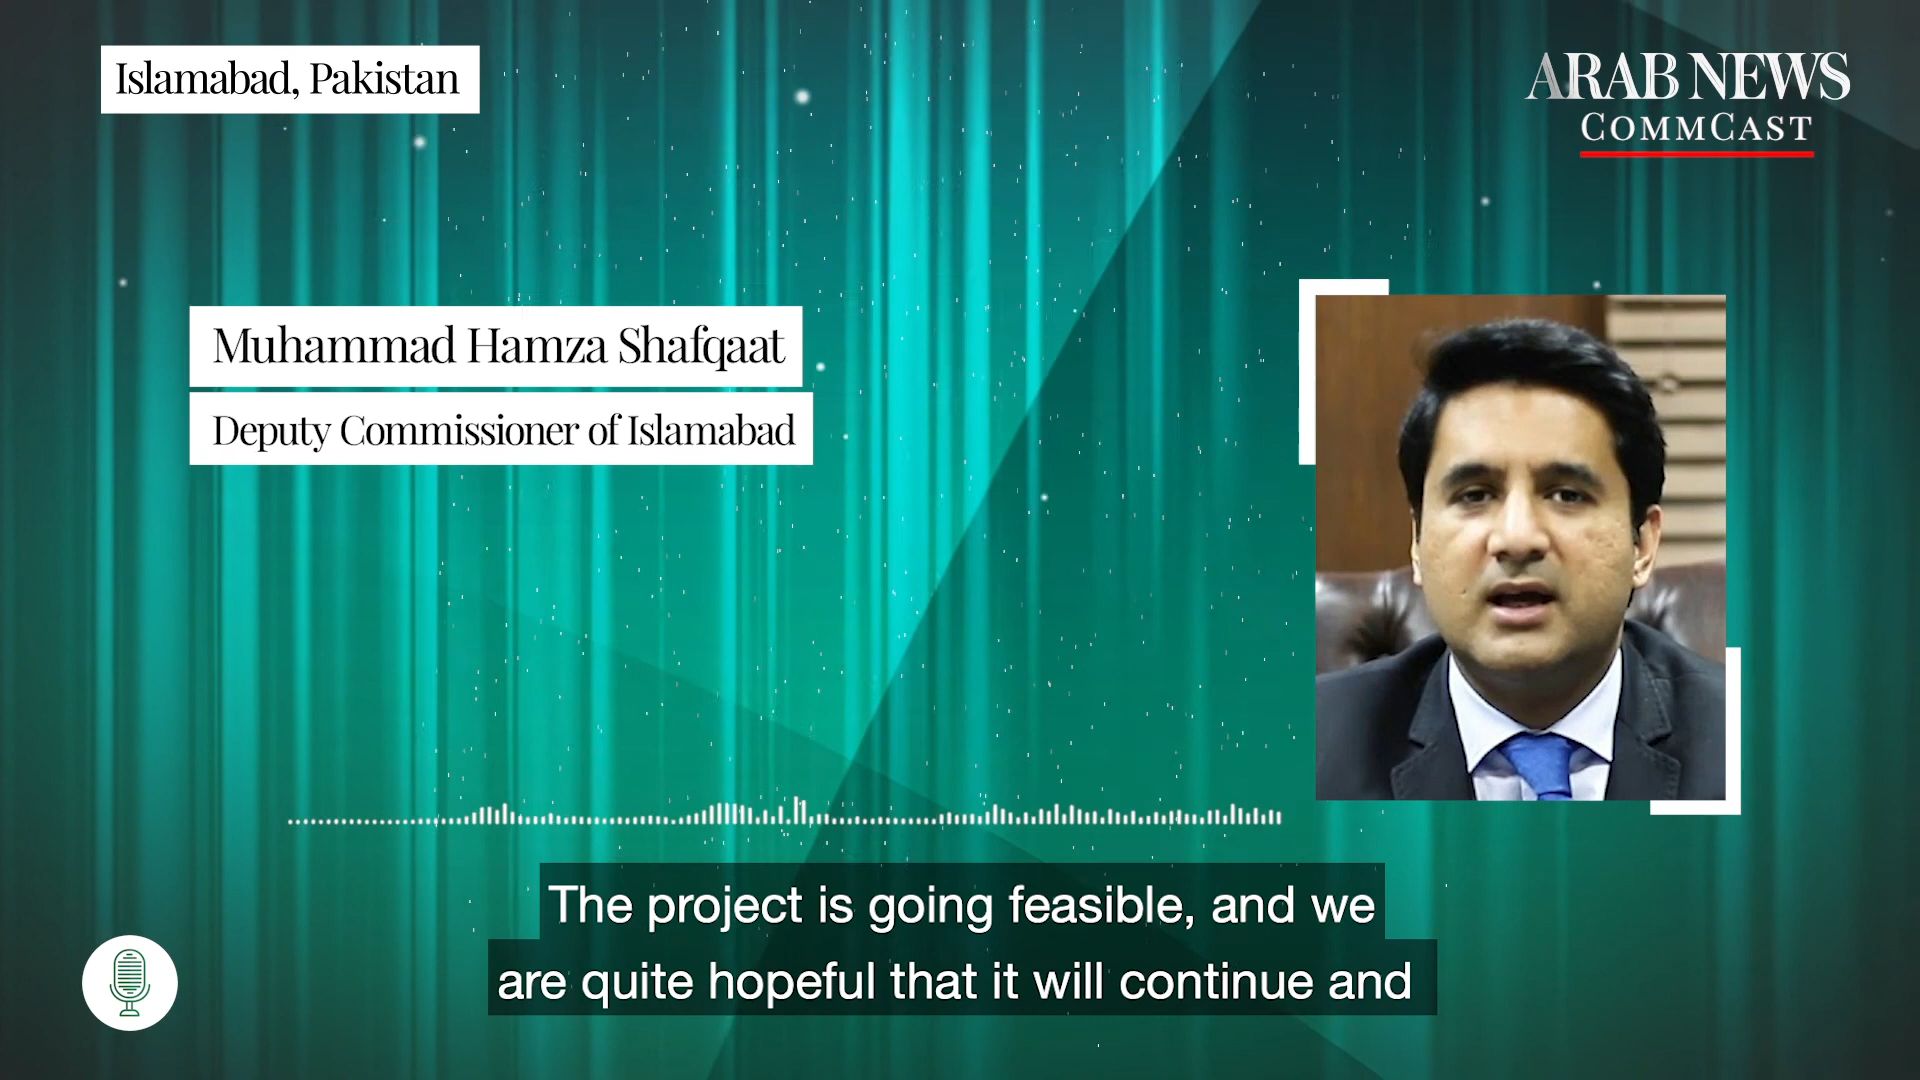 Islamabad, Pakistan
ARAB NEWS
COMMCAST
Muhammad Hamza Shafqaat
Deputy Commissioner of Islamabad
The project is going feasible, and we
are quite hopeful that it will continue and